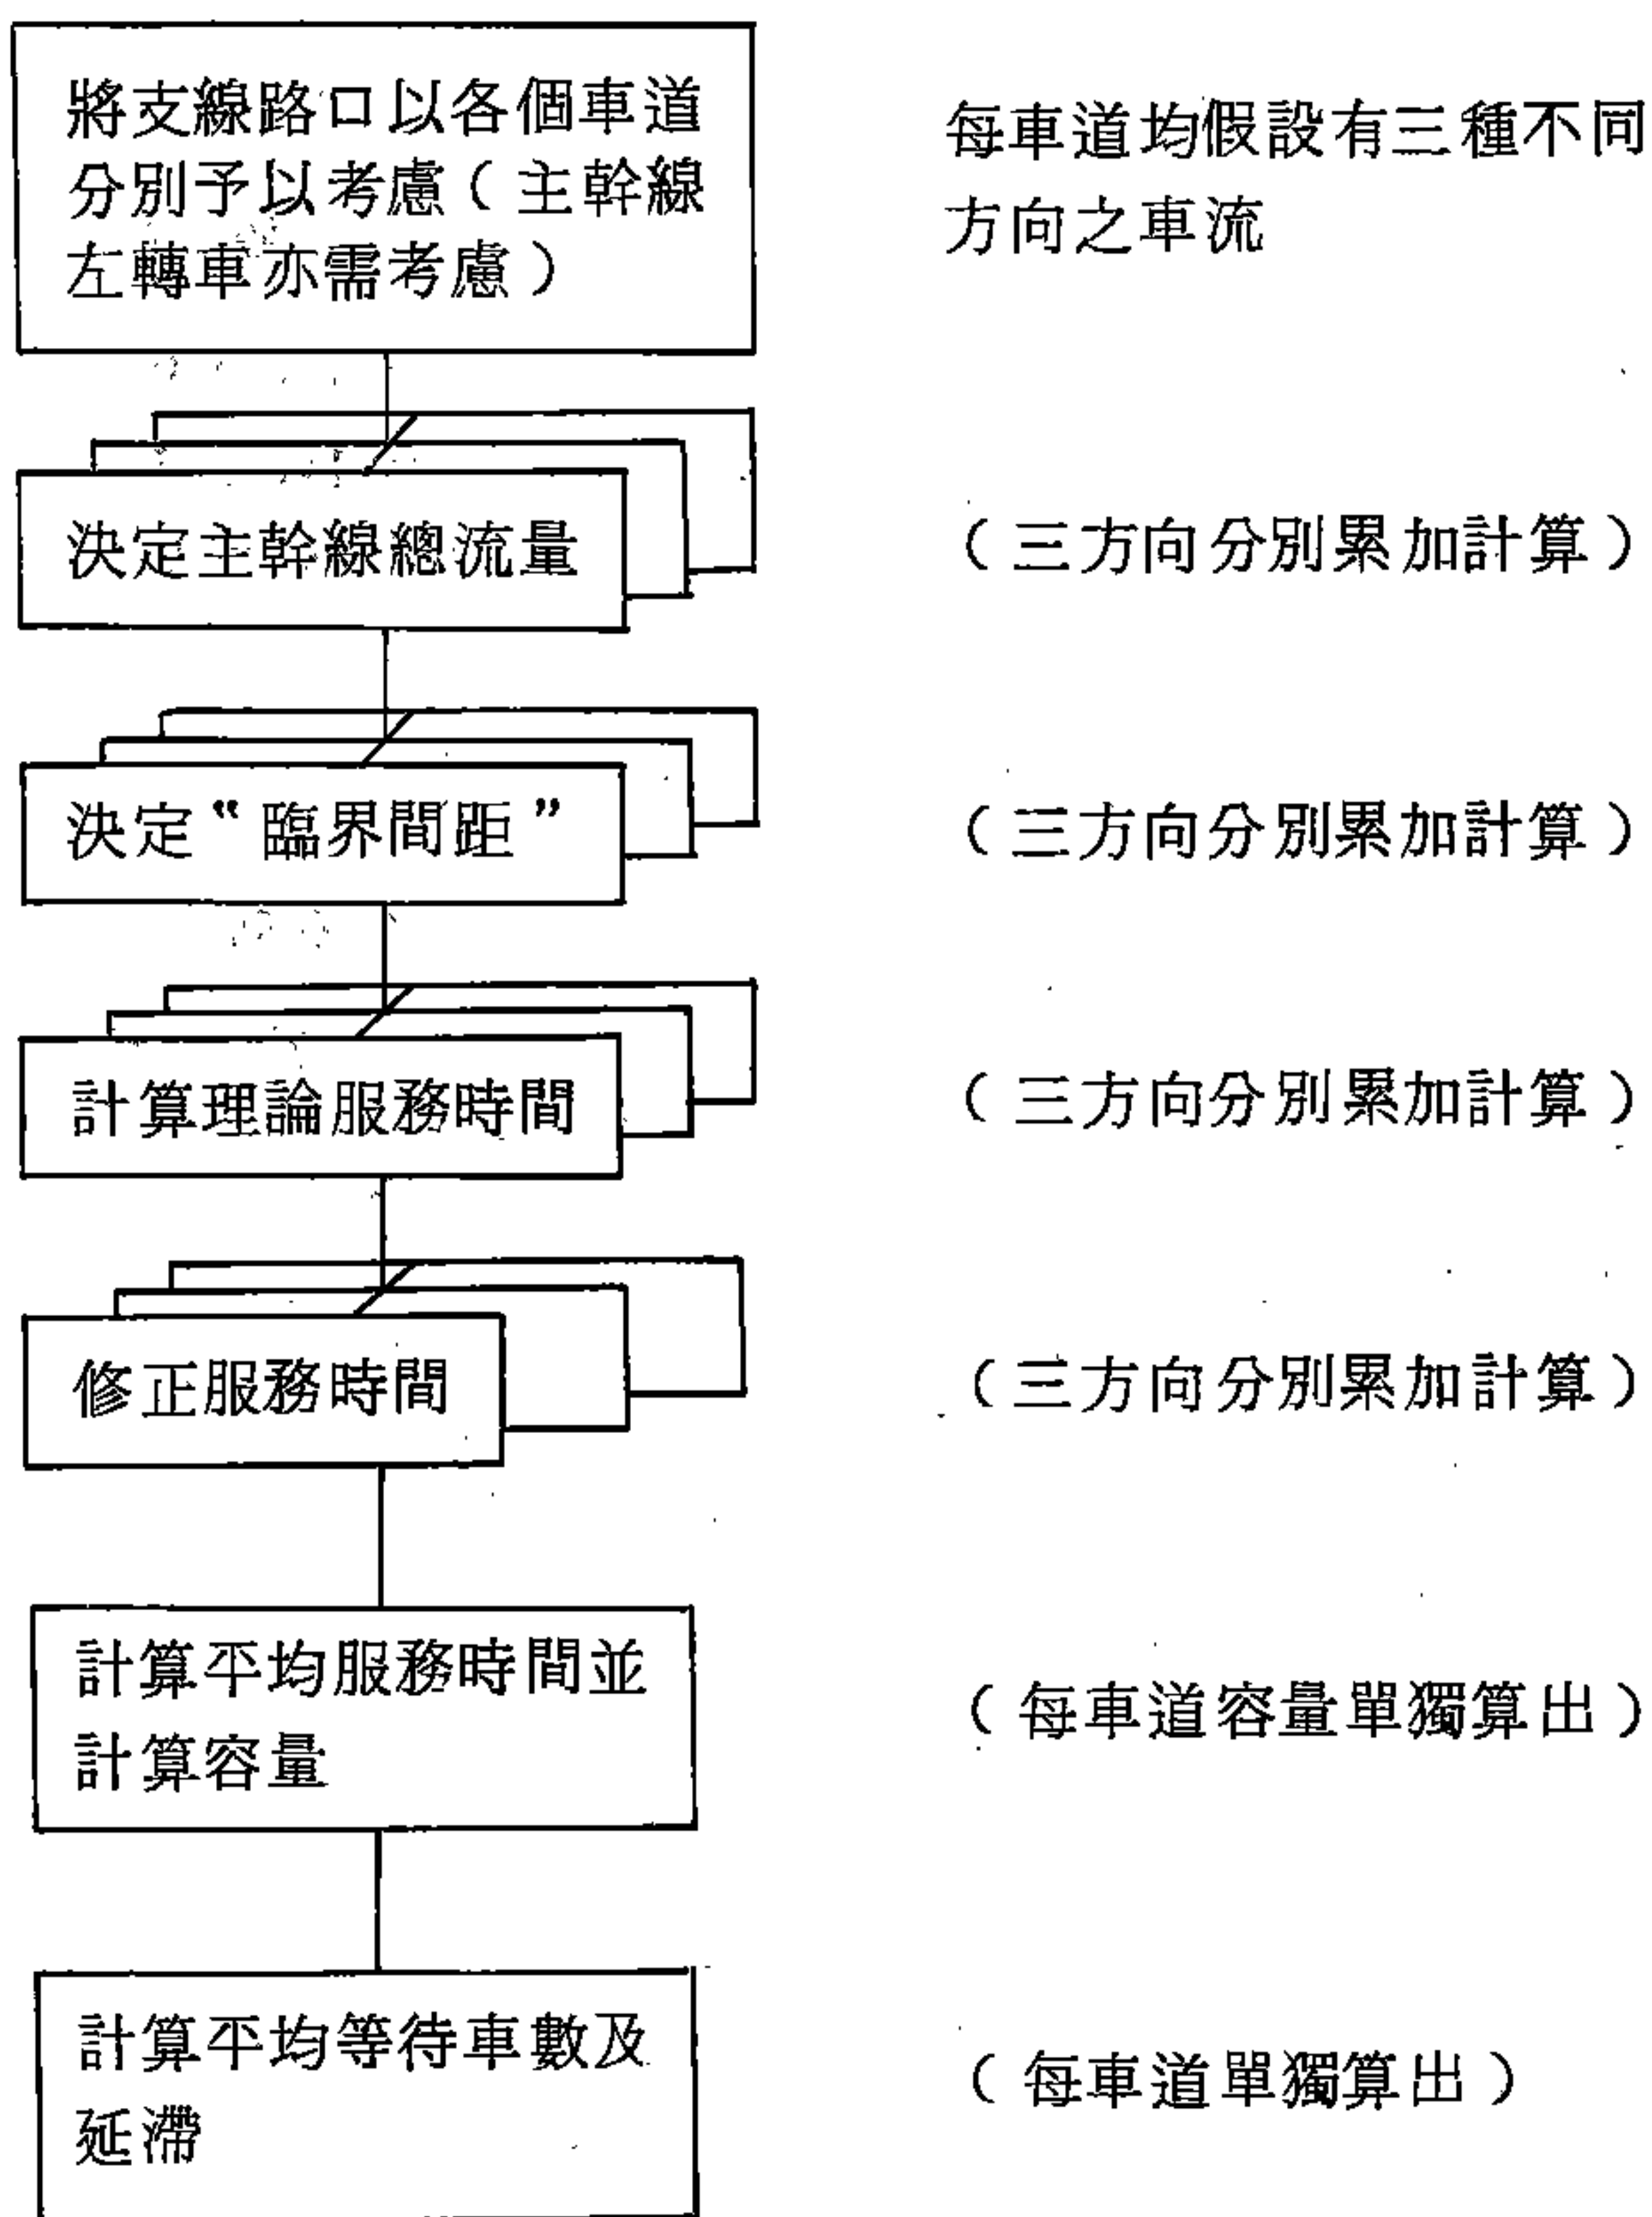 將支線路口以各個車道
分別予以考慮（主幹線
左轉車亦需考慮）
每車道均假設有三種不同
方向之車流
決定主幹線總流量
（三方向分別累加計算）
決定“臨界間距”
（三方向分別累加計算）
計算理論服務時間
（三方向分別累加計算）
修正服務時間
（三方向分別累加計算）
計算平均服務時間並
計算容量
（每車道容量單獨算出）
計算平均等待車數及
延滯
（每車道單獨算出）